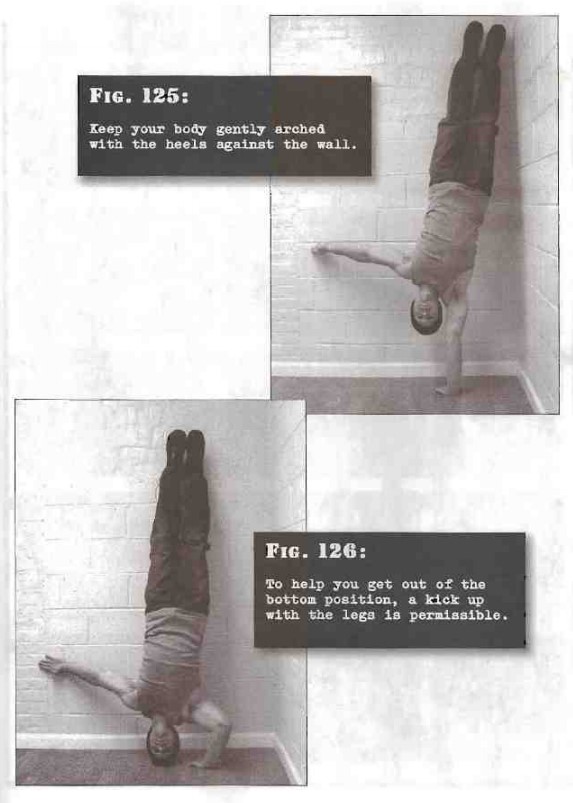 FIG. 125:
Keep your body gently arched
with the heels against the wall.
FIG. 126:
To help you get out of the
bottom position, a kick up
with the legs is permissible.